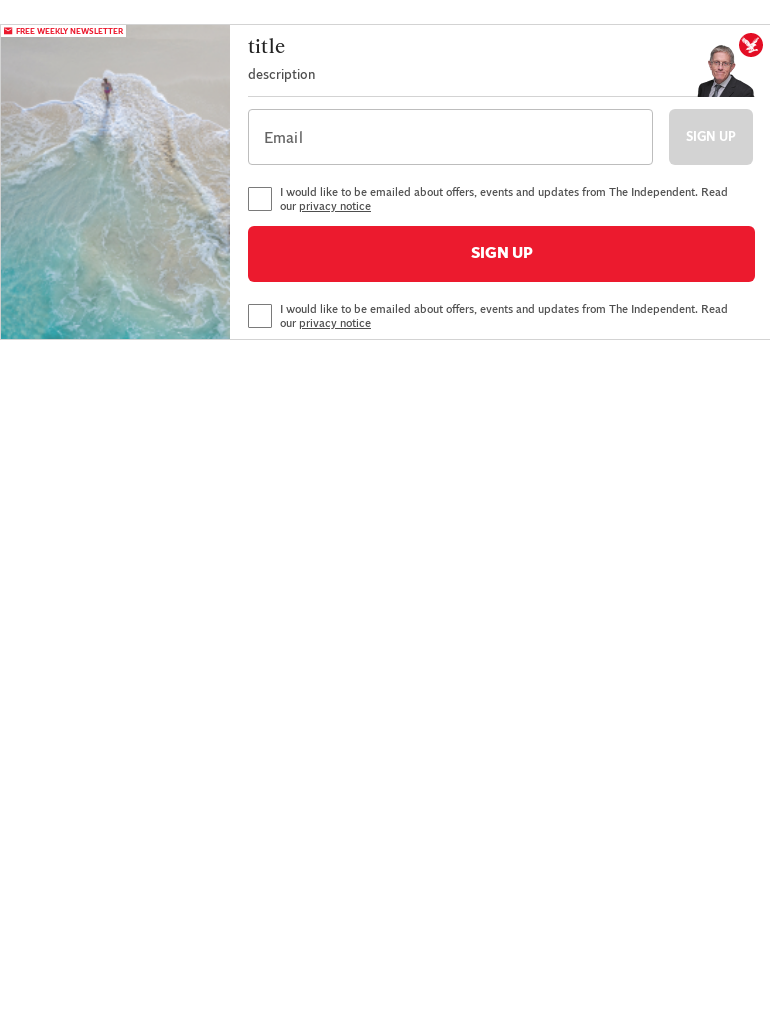 FREE WEEKLY NEWSLETTER
title
description
Email
SIGN UP
I would like to be emailed about offers, events and updates from The Independent. Read
our privacy notice
SIGN UP
I would like to be emailed about offers, events and updates from The Independent. Read
our privacy notice